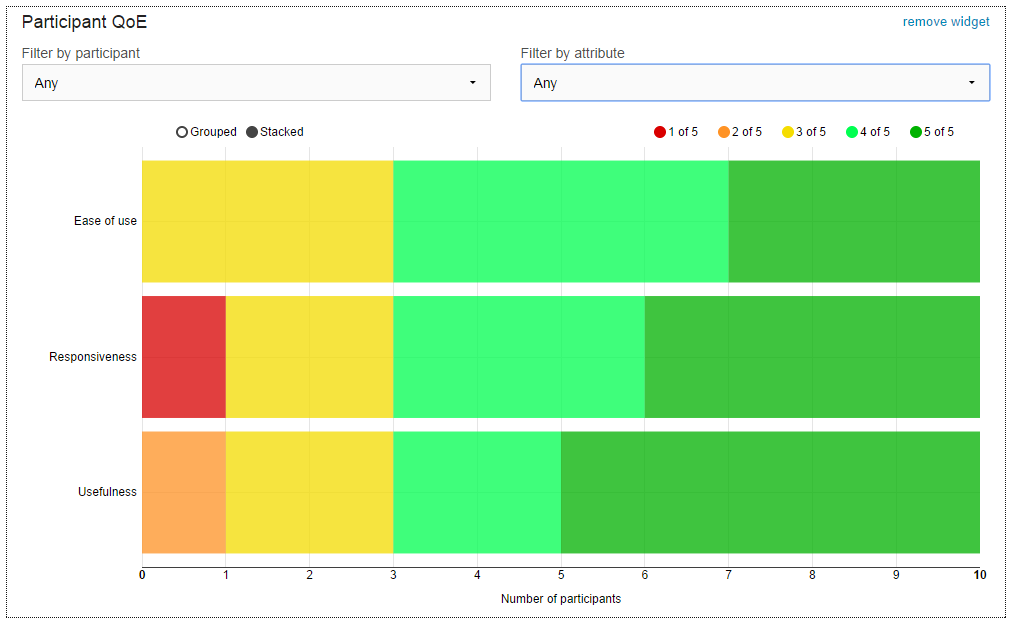 Participant QoE
remove widget
Filter by participant
Filter by attribute
Any
Any
Grouped Stacked
1 of 5 2 of 5 3 of 5 4 of 5 5 of 5
Ease of use
Responsiveness
Usefulness
0 1 2 3 4 5 6 7 8 9 10
Number of participants